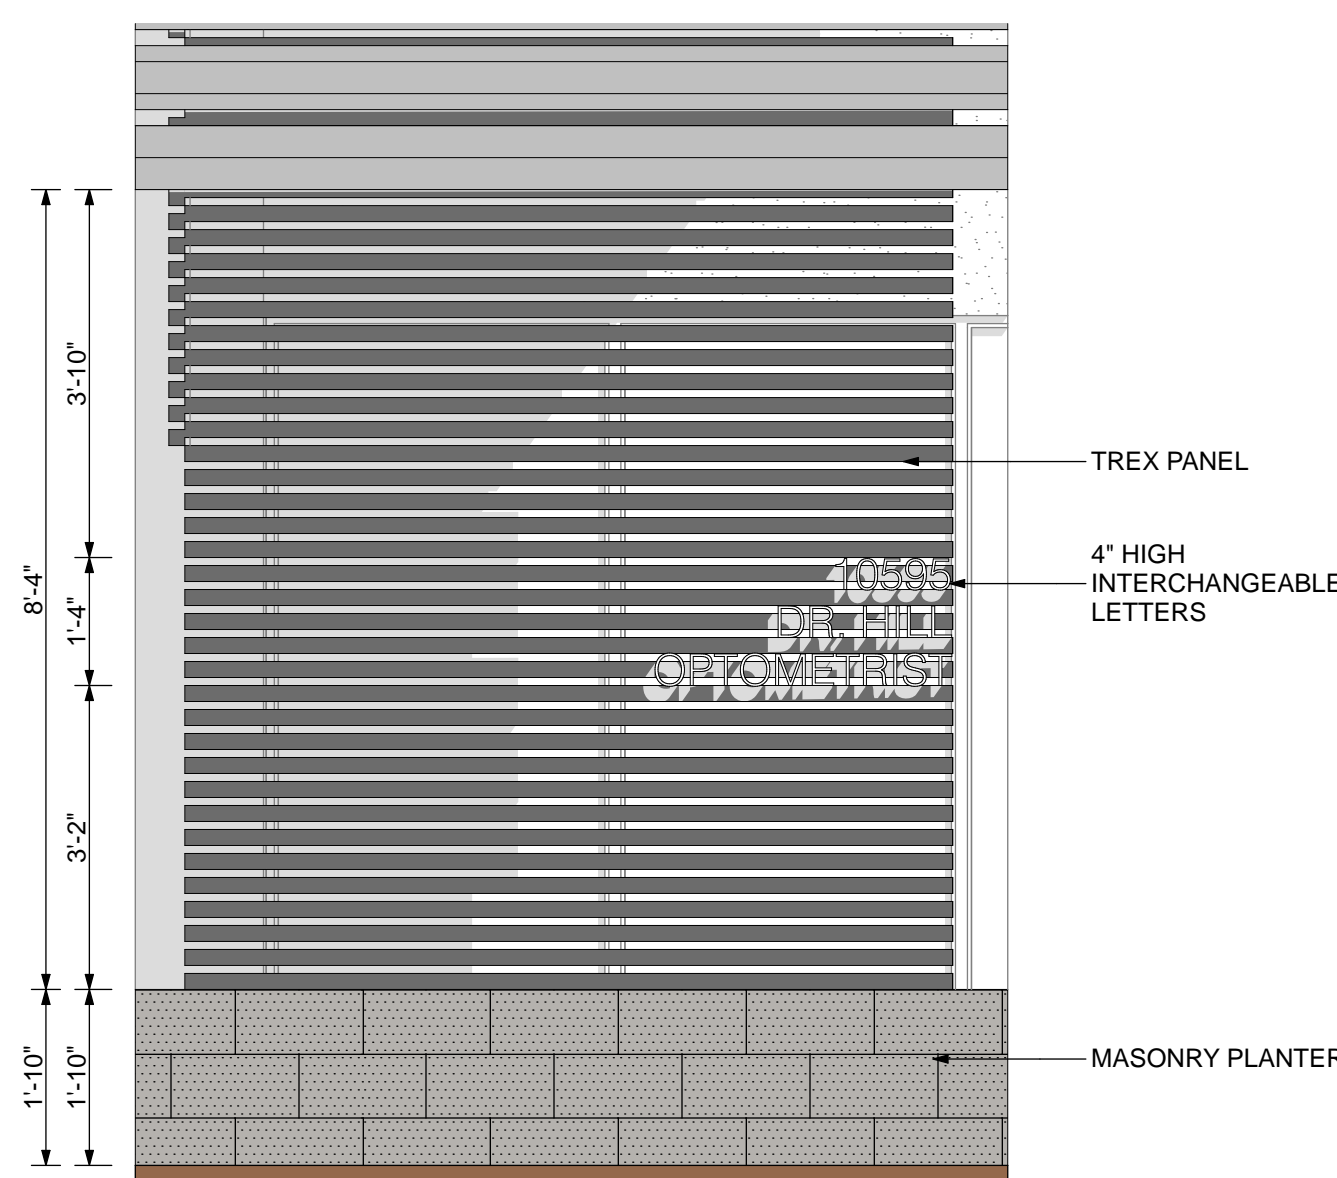 3'-10"
8'-4"
1'-4"
3'-2"
1'-10"
1'-10"
10595
DR. HILL
OPTOMETRIST
TREX PANEL
4" HIGH
INTERCHANGEABLE
LETTERS
MASONRY PLANTER